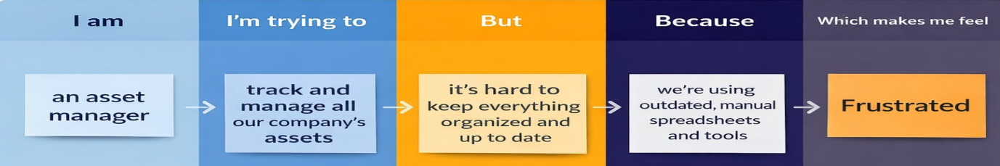 I am
an asset
manager
I'm trying to
track and
manage all
our company's
assets
But
it's hard to
keep everything
organized and
up to date
Because
we're using
outdated, manual
spreadsheets
and tools
Which makes me feel
Frustrated